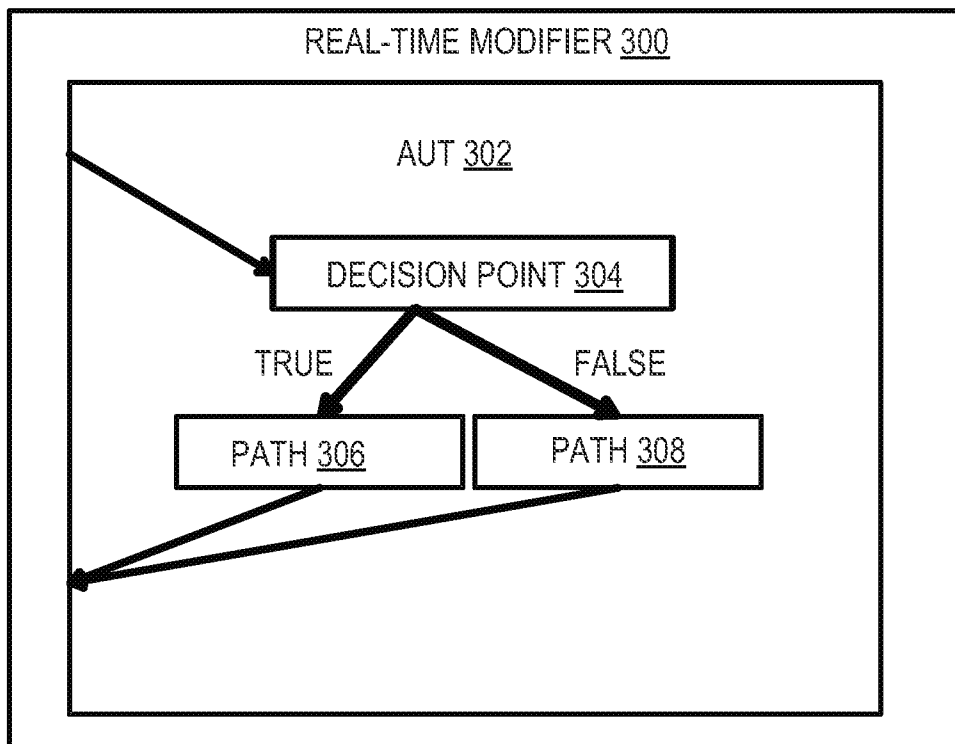 REAL-TIME MODIFIER 300
AUT 302
DECISION POINT 304
TRUE
FALSE
PATH 306
PATH 308